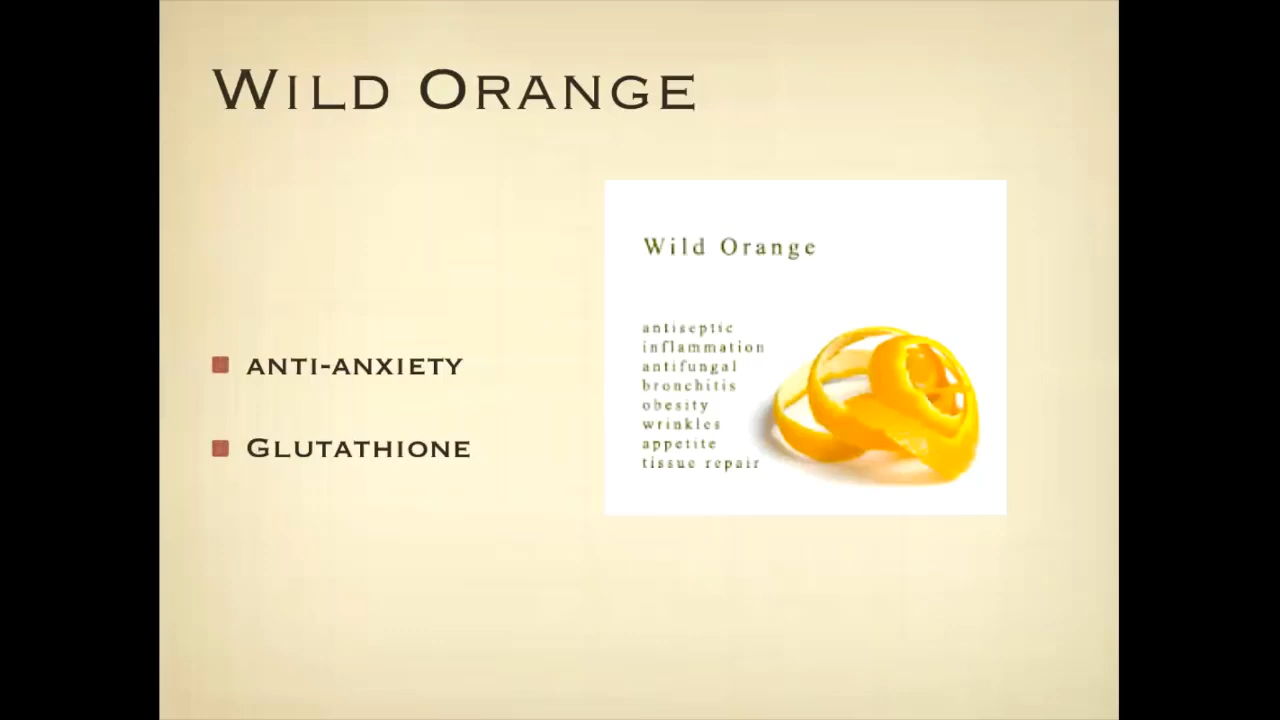 WILD ORANGE
ANTI-ANXIETY
GLUTATHIONE
Wild Orange
antiseptic
inflammation
antifungal
bronchitis
obesity
wrinkles
appetite
tissue repair